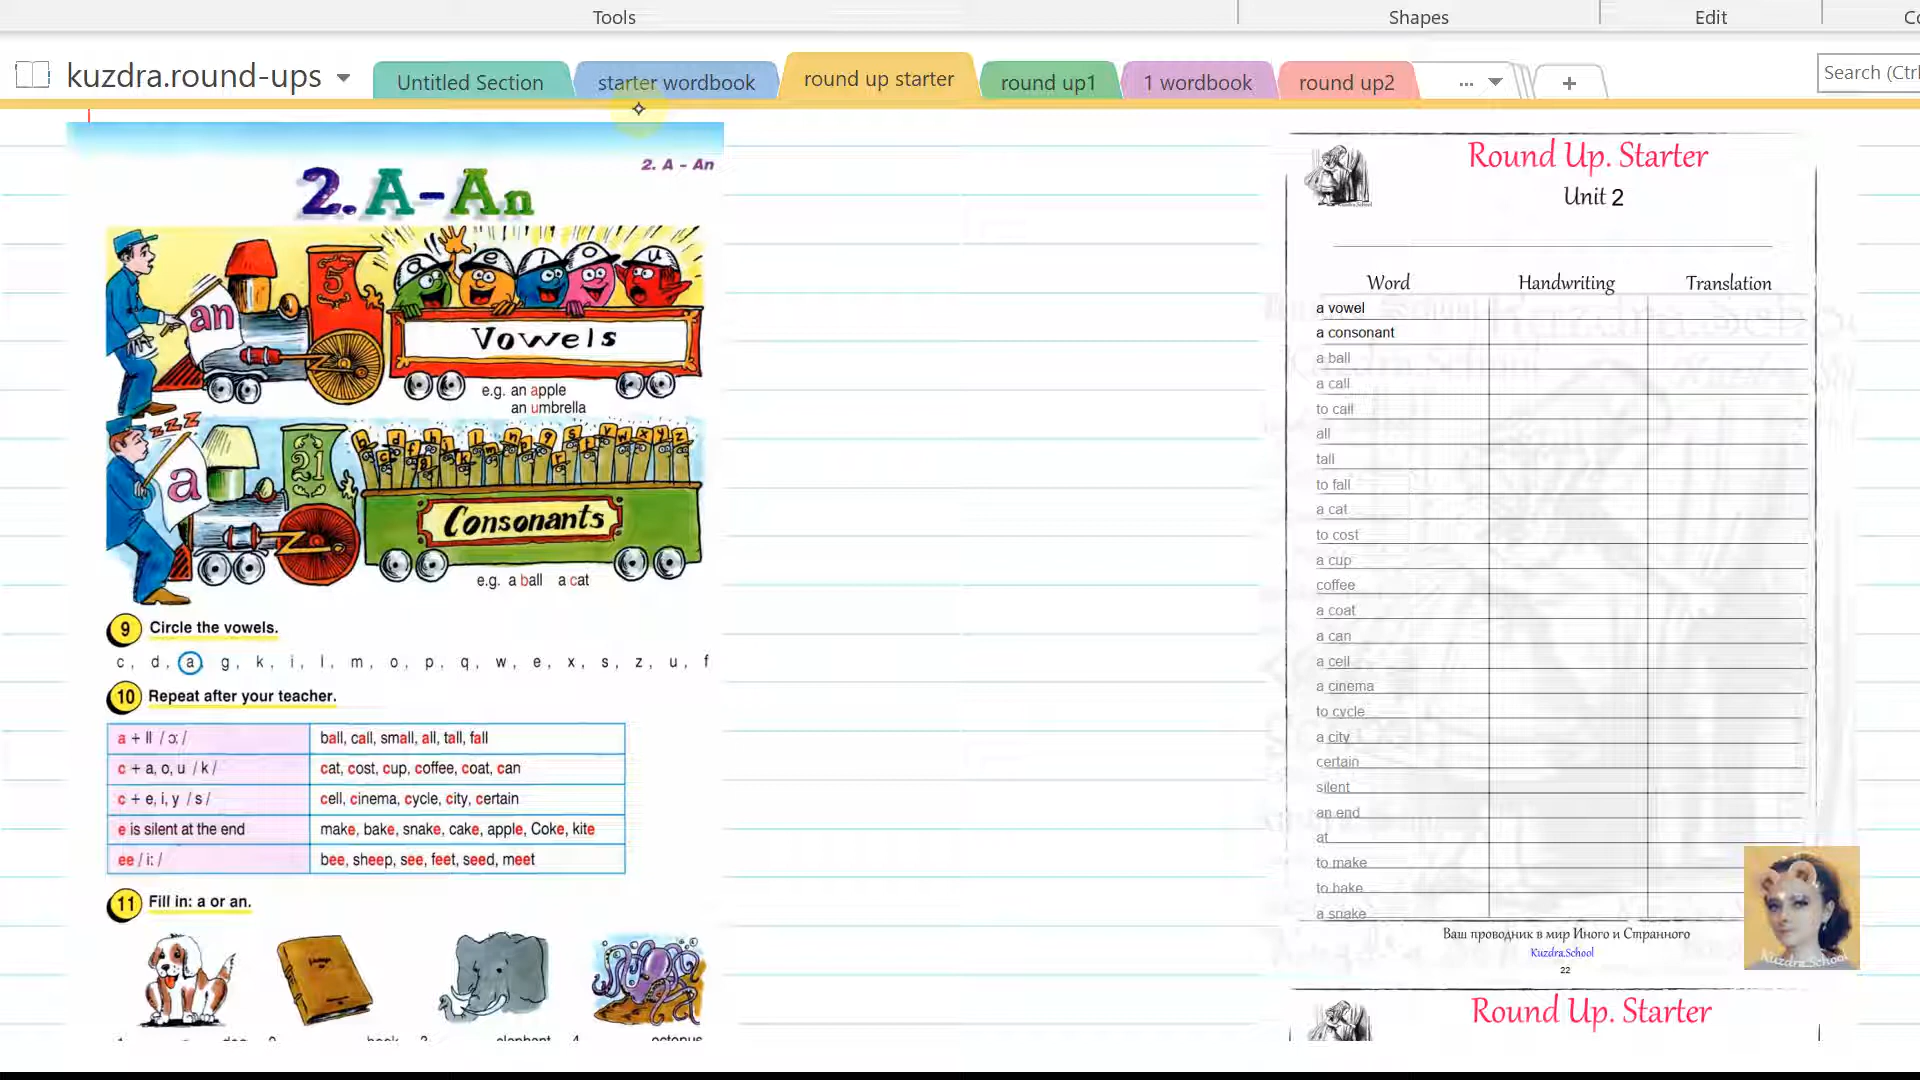 Tools
Shapes
Edit
kuzdra.round-ups
Untitled Section
starter wordbook
round up starter
round up1
1 wordbook
round up2
...
+
Search (Ctrl
2. A - An
2. A-An
an
5
a e i o u
Vowels
e.g. an apple
an umbrella
zzz
a
21
Consonants
e.g. a ball a cat
9 Circle the vowels.
c, d, a, g, k, i, l, m, o, p, q, w, e, x, s, z, u, f
10 Repeat after your teacher.
a + ll /ɔː/ ball, call, small, all, tall, fall
c + a, o, u /k/ cat, cost, cup, coffee, coat, can
c + e, i, y /s/ cell, cinema, cycle, city, certain
e is silent at the end make, bake, snake, cake, apple, Coke, kite
ee /i:/ bee, sheep, see, feet, seed, meet
11 Fill in: a or an.
Round Up. Starter
Unit 2
Word Handwriting Translation
a vowel
a consonant
a ball
a call
to call
all
tall
to fall
a cat
to cost
a cup
coffee
a coat
a can
a cell
a cinema
to cycle
a city
certain
silent
an end
at
to make
to bake
a snake
Ваш проводник в мир Иного и Странного
Kuzdra.School
22
Kuzdra.School
Round Up. Starter